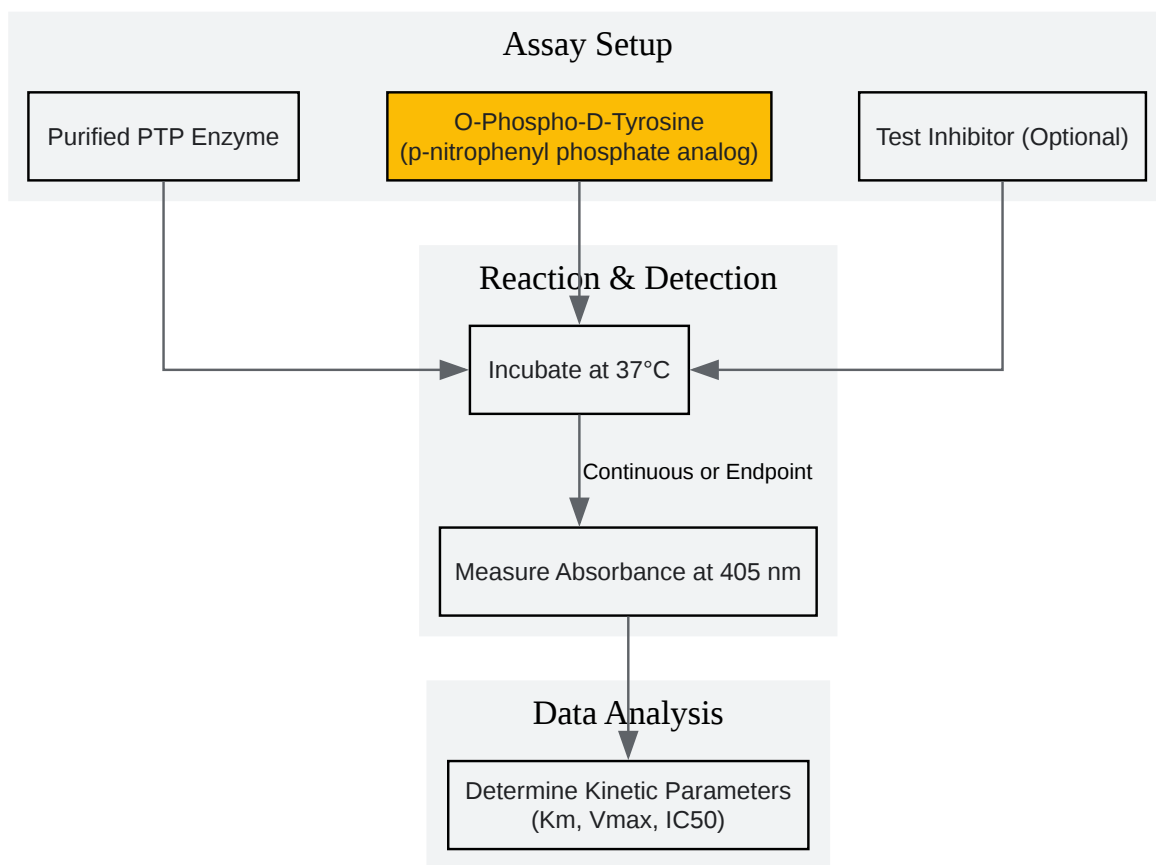 Assay Setup
Purified PTP Enzyme
O-Phospho-D-Tyrosine
(p-nitrophenyl phosphate analog)
Test Inhibitor (Optional)
Reaction & Detection
Incubate at 37°C
Continuous or Endpoint
Measure Absorbance at 405 nm
Data Analysis
Determine Kinetic Parameters
(Km, Vmax, IC50)